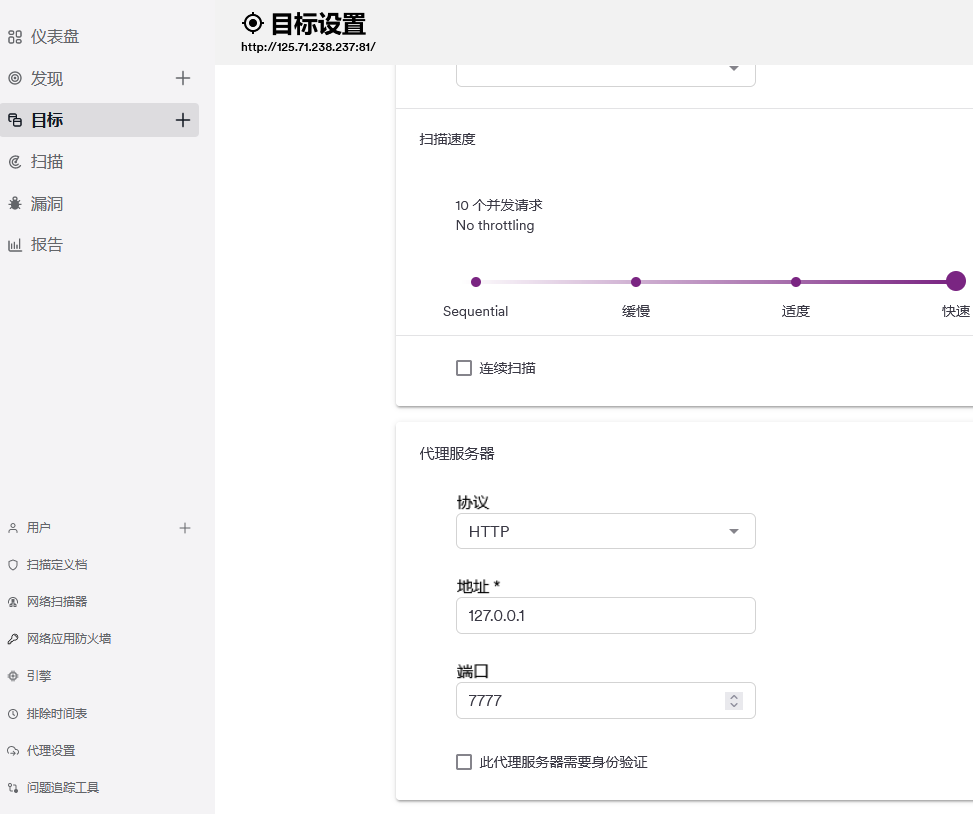 仪表盘
发现
目标
扫描
漏洞
报告
用户
扫描定义档
网络扫描器
网络应用防火墙
引擎
排除时间表
代理设置
问题追踪工具
目标设置
http://125.71.238.237:81/
扫描速度
10 个并发请求
No throttling
Sequential 缓慢 适度 快速
连续扫描
代理服务器
协议
HTTP
地址 *
127.0.0.1
端口
7777
此代理服务器需要身份验证